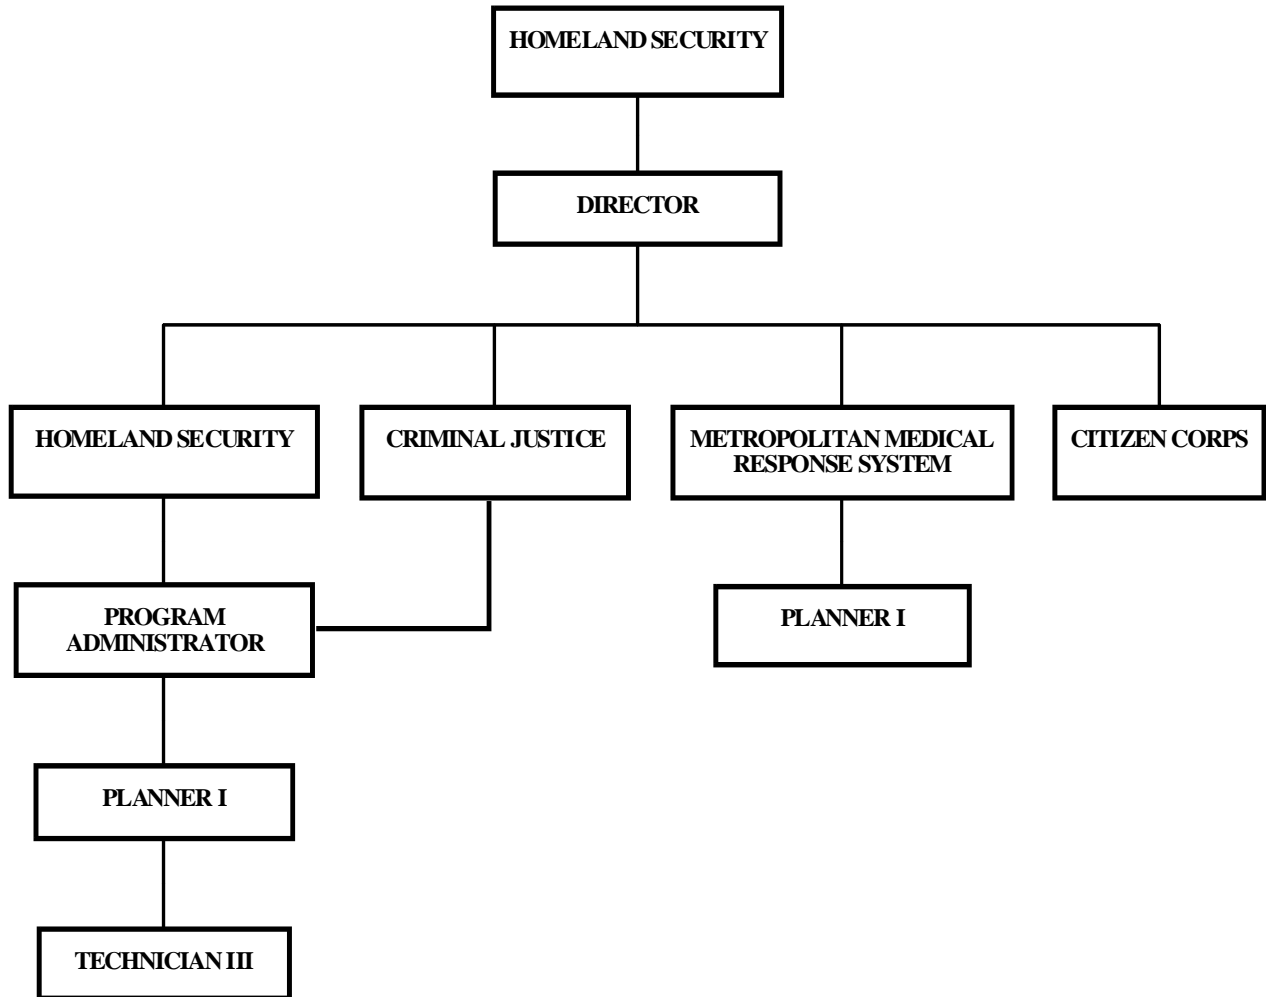 HOMELAND SECURITY
DIRECTOR
HOMELAND SECURITY
CRIMINAL JUSTICE
METROPOLITAN MEDICAL
RESPONSE SYSTEM
CITIZEN CORPS
PROGRAM
ADMINISTRATOR
PLANNER I
PLANNER I
TECHNICIAN III